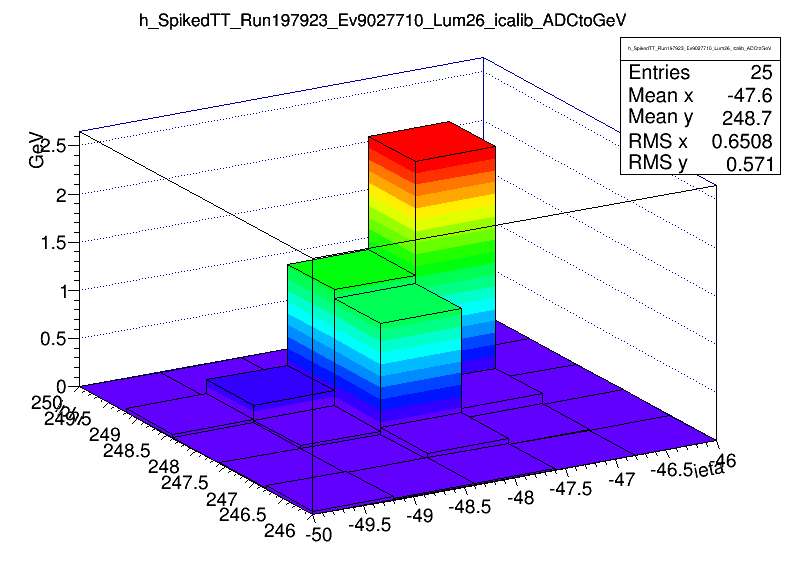 h_SpikedTT_Run197923_Ev9027710_Lum26_icalib_ADCtoGeV
h_SpikedTT_Run197923_Ev9027710_Lum26_icalib_ADCtoGeV
Entries 25
Mean x -47.6
Mean y 248.7
RMS x 0.6508
RMS y 0.571
GeV
2.5
2
1.5
1
0.5
0
250
249.5
249
248.5
248
247.5
247
246.5
246
-50
-49.5
-49
-48.5
-48
-47.5
-47
-46.5
-46
ieta